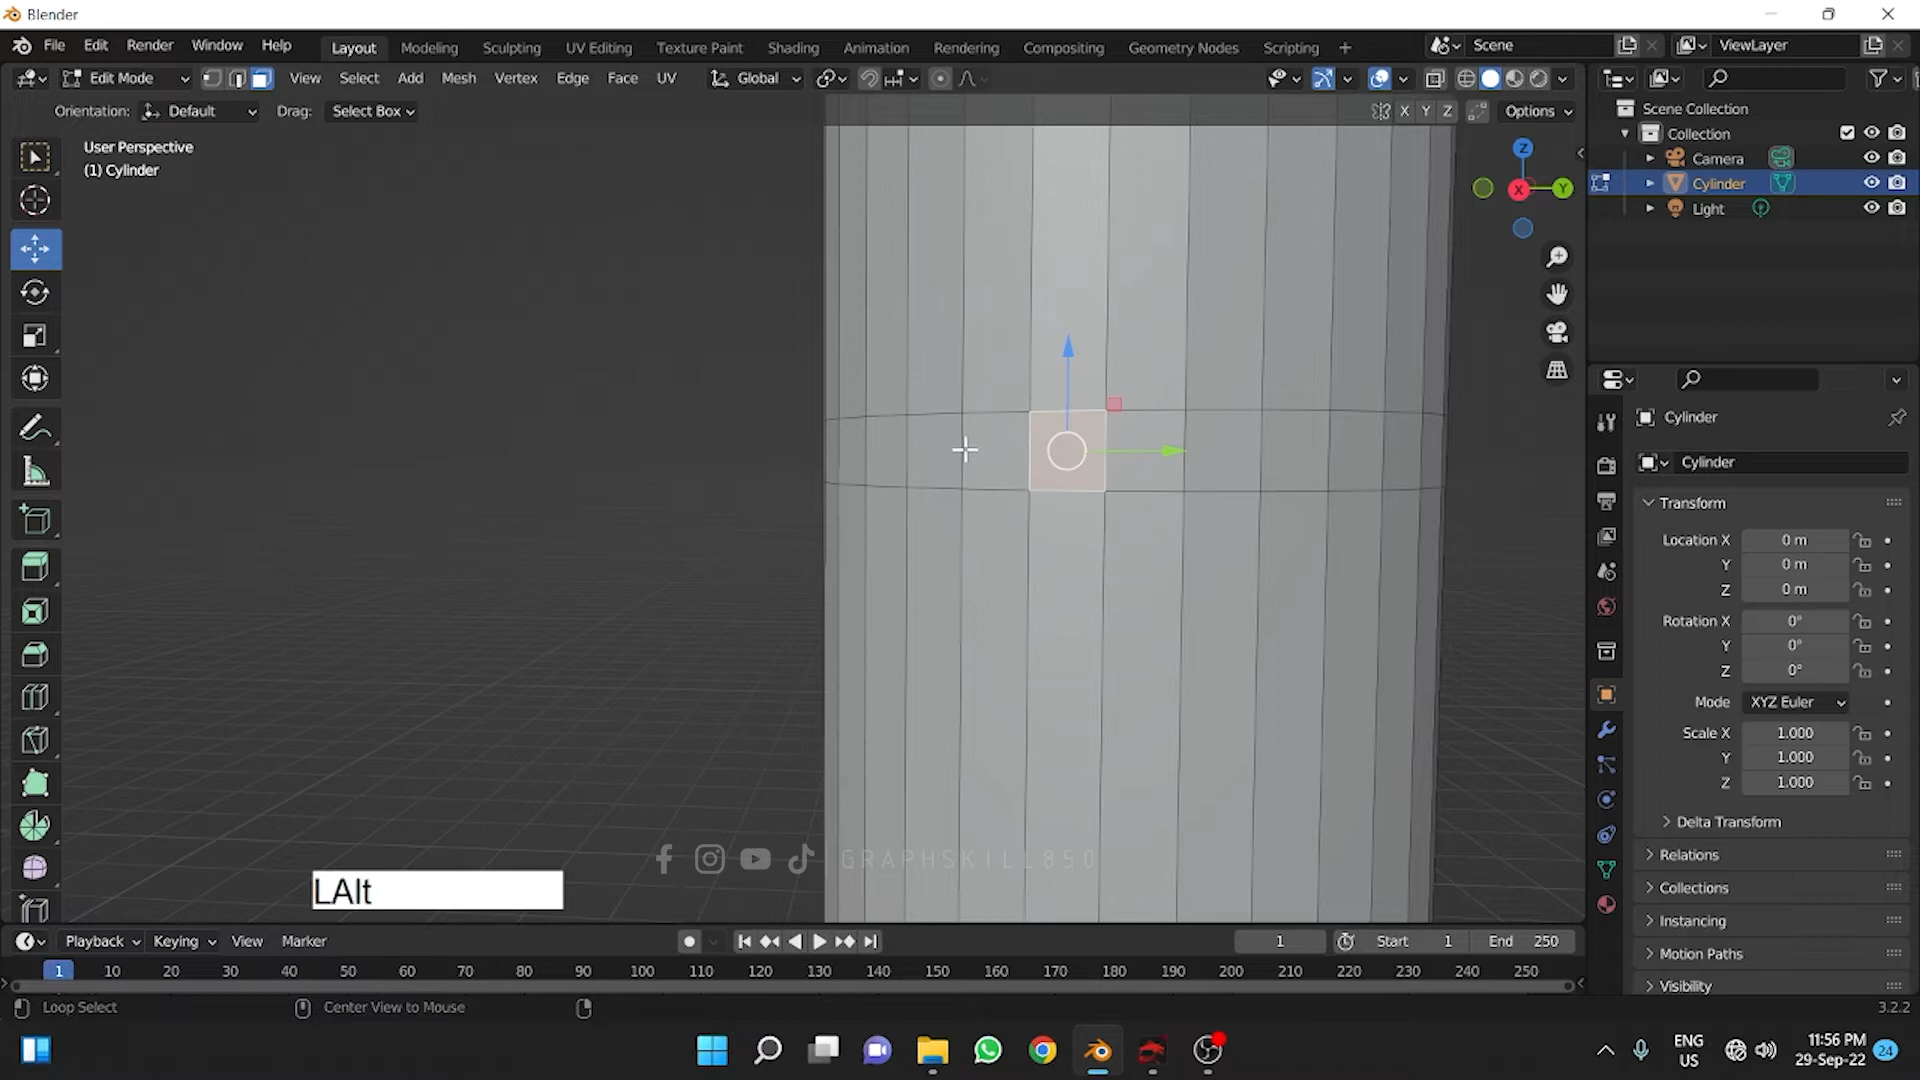 Blender
File Edit Render Window Help Layout Modeling Sculpting UV Editing Texture Paint Shading Animation Rendering Compositing Geometry Nodes Scripting + Scene ViewLayer
Edit Mode View Select Add Mesh Vertex Edge Face UV Global
Orientation: Default Drag: Select Box X Y Z Options
User Perspective
(1) Cylinder
Z
X
Y
Scene Collection
Collection
Camera
Cylinder
Light
Cylinder
Cylinder
Transform
Location X 0 m
Y 0 m
Z 0 m
Rotation X 0°
Y 0°
Z 0°
Mode XYZ Euler
Scale X 1.000
Y 1.000
Z 1.000
Delta Transform
Relations
Collections
Instancing
Motion Paths
Visibility
GRAPHSKILL850
LAlt
Playback Keying View Marker 1 Start 1 End 250
1 10 20 30 40 50 60 70 80 90 100 110 120 130 140 150 160 170 180 190 200 210 220 230 240 250
Loop Select Center View to Mouse 3.2.2
ENG
US
11:56 PM
29-Sep-22
24